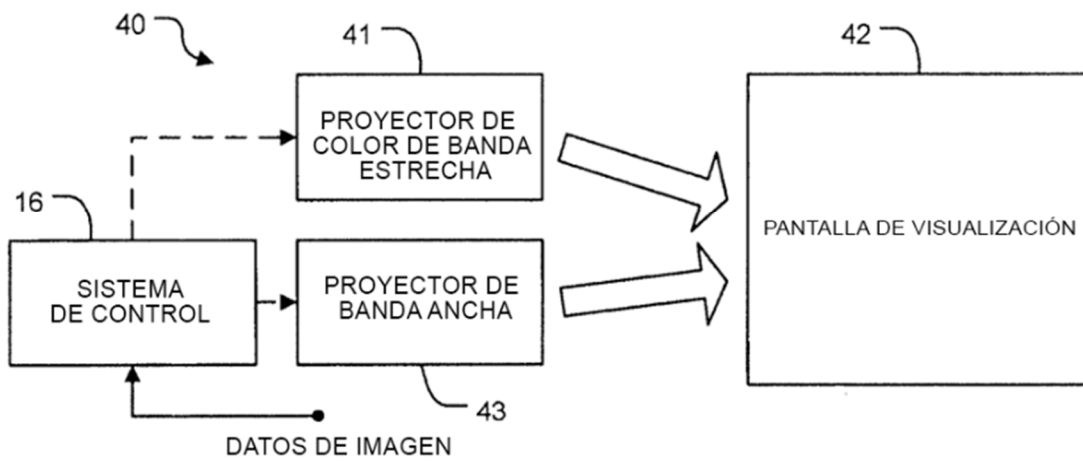 40
41
42
PROYECTOR DE
COLOR DE BANDA
ESTRECHA
16
PANTALLA DE VISUALIZACIÓN
SISTEMA
DE CONTROL
PROYECTOR DE
BANDA ANCHA
43
DATOS DE IMAGEN